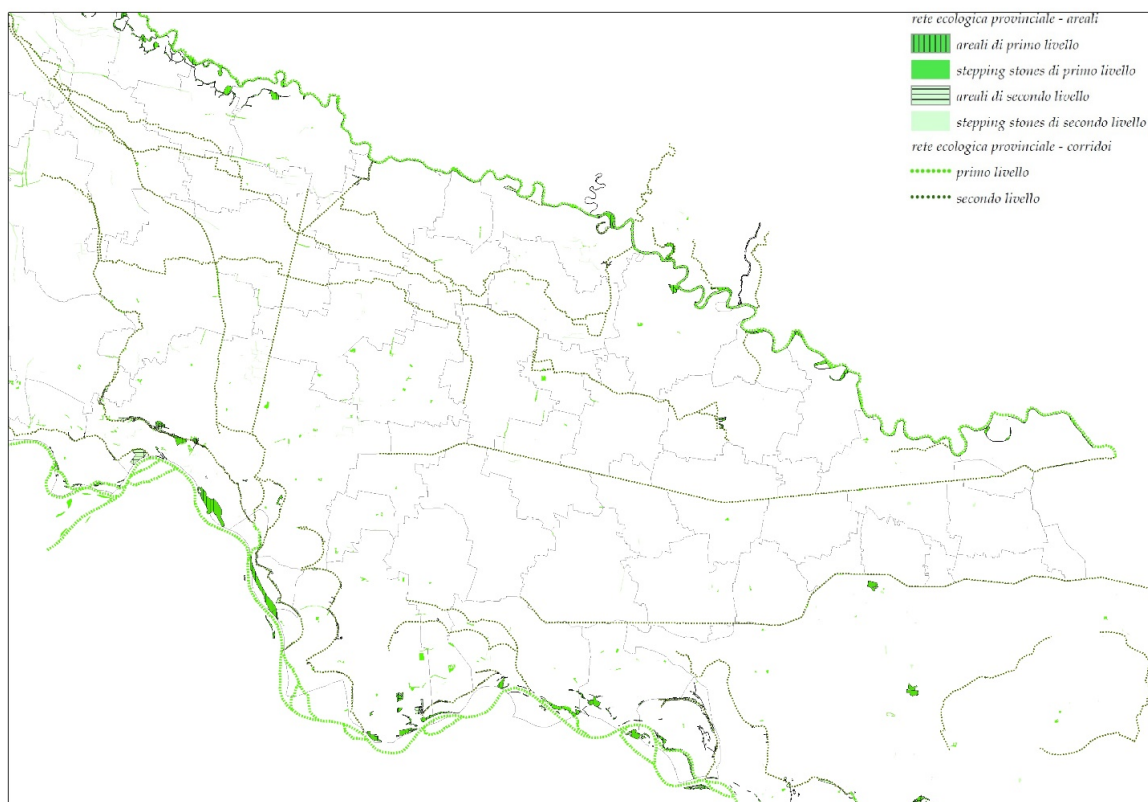 rete ecologica provinciale - areali
areali di primo livello
stepping stones di primo livello
areali di secondo livello
stepping stones di secondo livello
rete ecologica provinciale - corridoi
primo livello
secondo livello